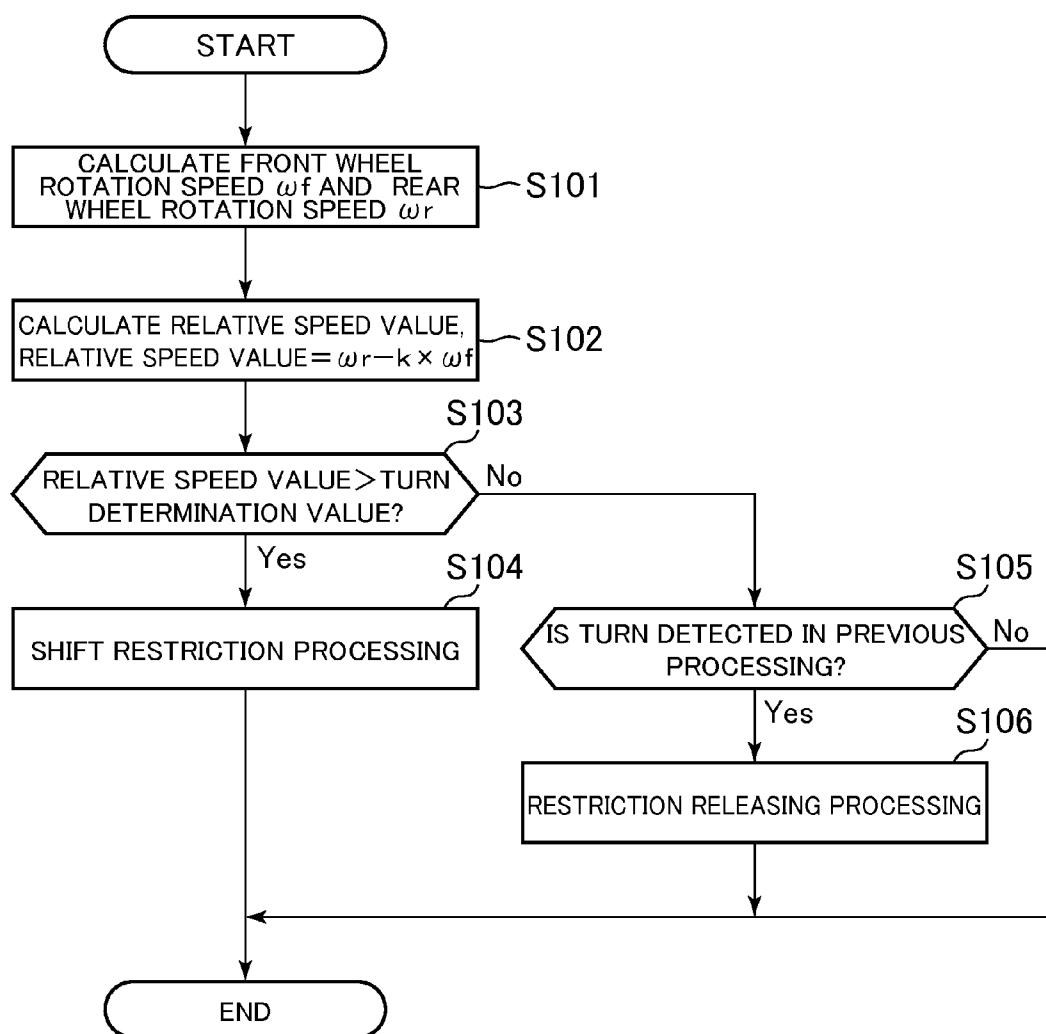 START
CALCULATE FRONT WHEEL
ROTATION SPEED ωf AND REAR
WHEEL ROTATION SPEED ωr
S101
CALCULATE RELATIVE SPEED VALUE,
RELATIVE SPEED VALUE=ωr−k× ωf
S102
S103
RELATIVE SPEED VALUE>TURN
DETERMINATION VALUE?
No
Yes
S104
SHIFT RESTRICTION PROCESSING
S105
IS TURN DETECTED IN PREVIOUS
PROCESSING?
No
Yes
S106
RESTRICTION RELEASING PROCESSING
END